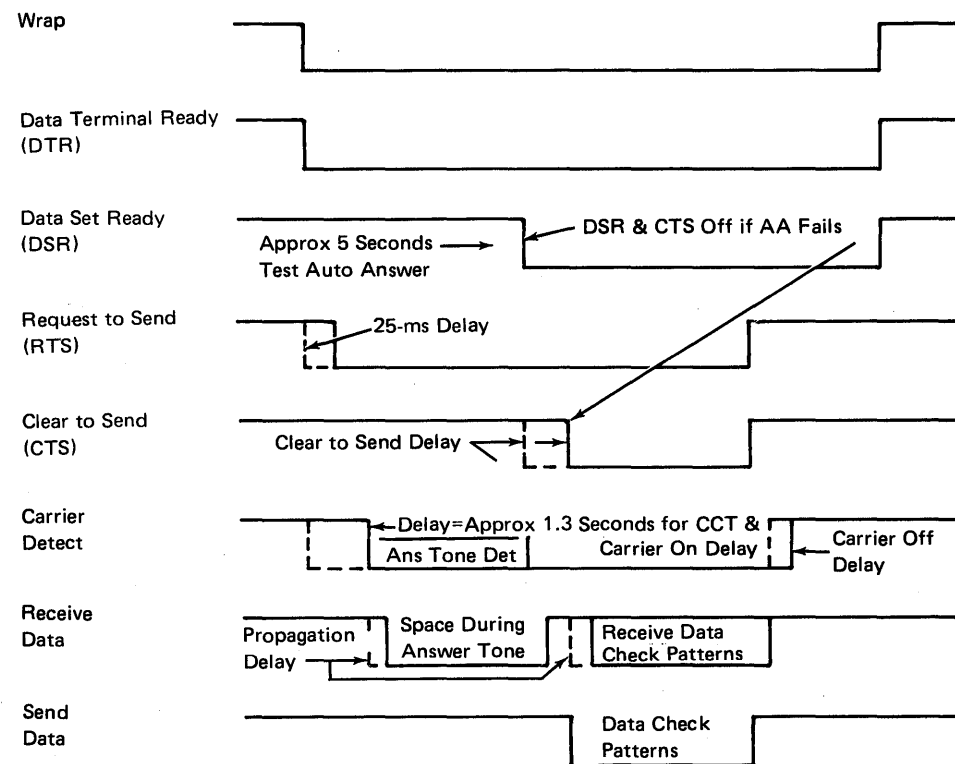 Wrap
Data Terminal Ready
(DTR)
Data Set Ready
(DSR)
Approx 5 Seconds
Test Auto Answer
DSR & CTS Off if AA Fails
Request to Send
(RTS)
25-ms Delay
Clear to Send
(CTS)
Clear to Send Delay
Carrier
Detect
Delay=Approx 1.3 Seconds for CCT &
Carrier On Delay
Ans Tone Det
Carrier Off
Delay
Receive
Data
Propagation
Delay
Space During
Answer Tone
Receive Data
Check Patterns
Send
Data
Data Check
Patterns